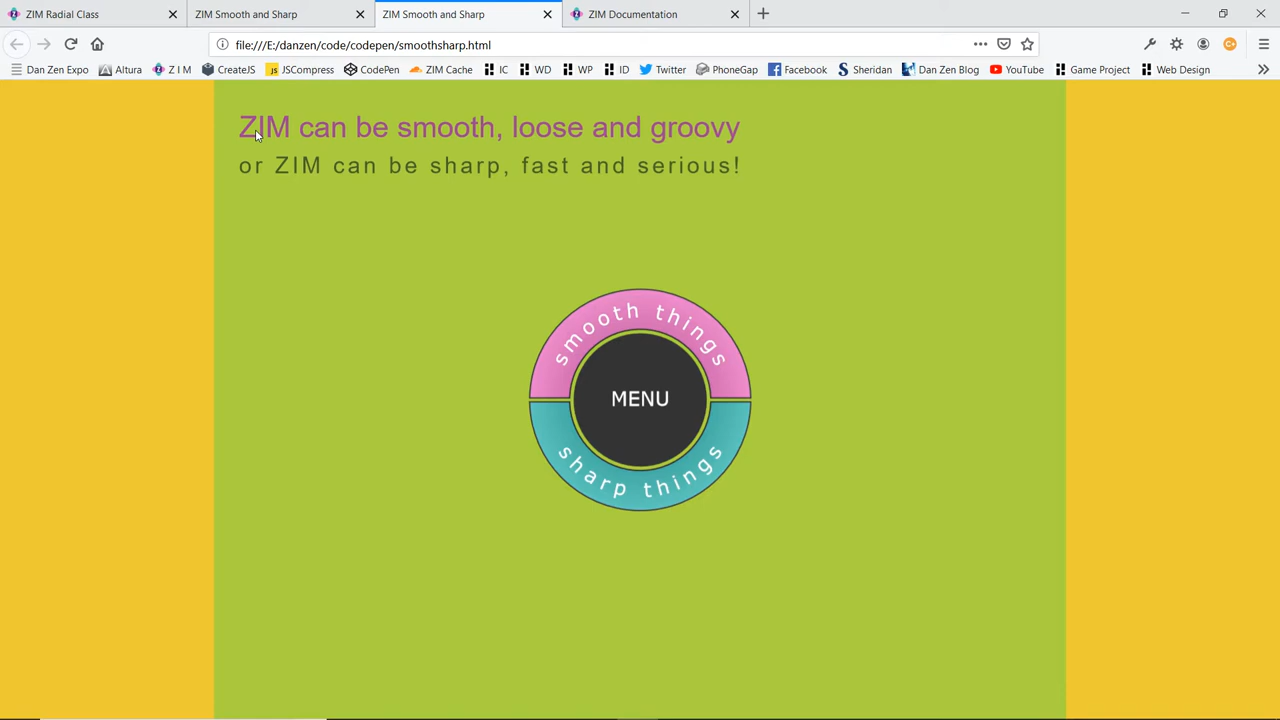 ZIM Radial Class
ZIM Smooth and Sharp
ZIM Smooth and Sharp
ZIM Documentation
file:///E:/danzen/code/codepen/smoothsharp.html
Dan Zen Expo
Altura
Z I M
CreateJS
JS JSCompress
CodePen
ZIM Cache
IC
WD
WP
ID
Twitter
PhoneGap
Facebook
Sheridan
Dan Zen Blog
YouTube
Game Project
Web Design
ZIM can be smooth, loose and groovy
or ZIM can be sharp, fast and serious!
smooth things
MENU
sharp things